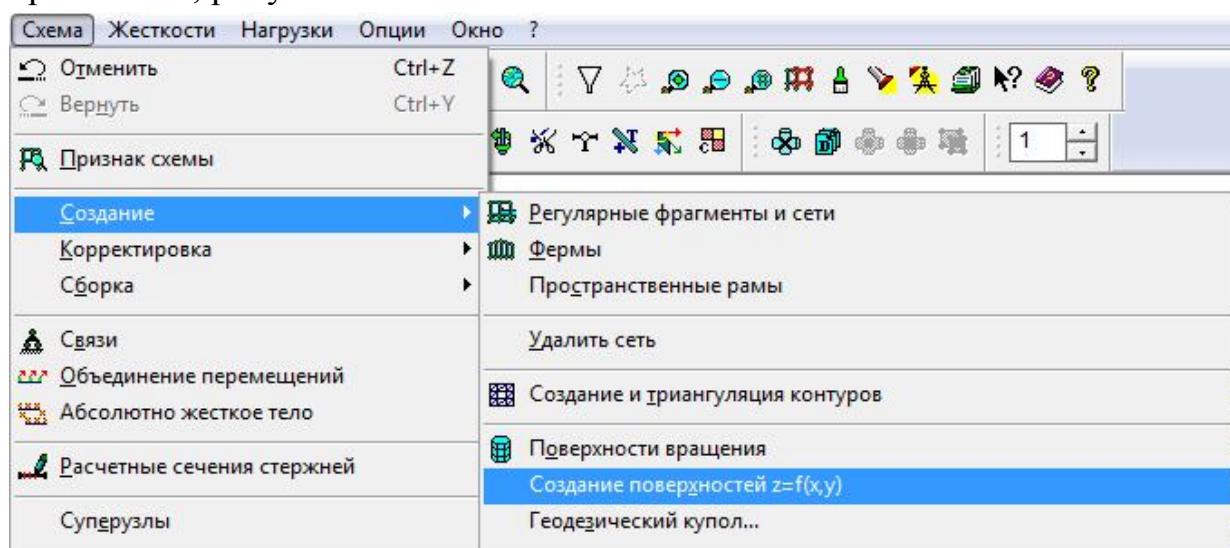 Схема Жесткости Нагрузки Опции Окно ?
Отменить Ctrl+Z
Вернуть Ctrl+Y
Признак схемы
1
Создание
Корректировка
Сборка
Связи
Объединение перемещений
Абсолютно жесткое тело
Расчетные сечения стержней
Суперузлы
Регулярные фрагменты и сети
Фермы
Пространственные рамы
Удалить сеть
Создание и триангуляция контуров
Поверхности вращения
Создание поверхностей z=f(x,y)
Геодезический купол...